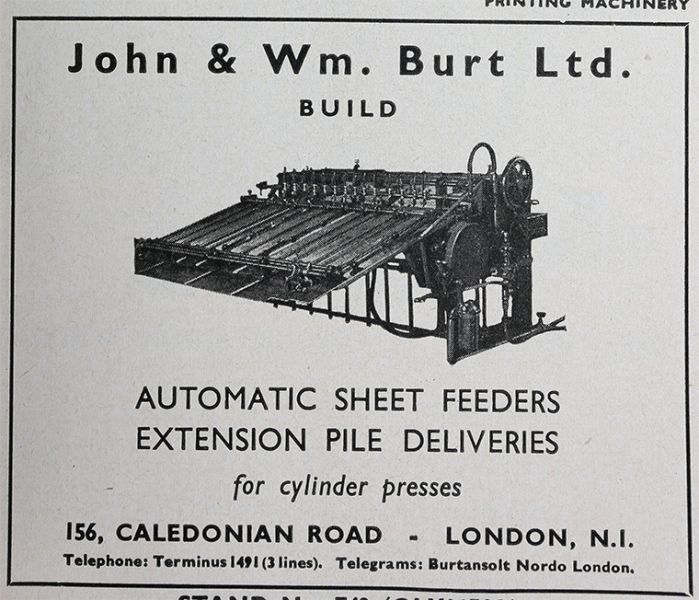 PRINTING MACHINERY
John & Wm. Burt Ltd.
BUILD
AUTOMATIC SHEET FEEDERS
EXTENSION PILE DELIVERIES
for cylinder presses
156, CALEDONIAN ROAD - LONDON, N.1.
Telephone: Terminus 1491 (3 lines). Telegrams: Burtansolt Nordo London.